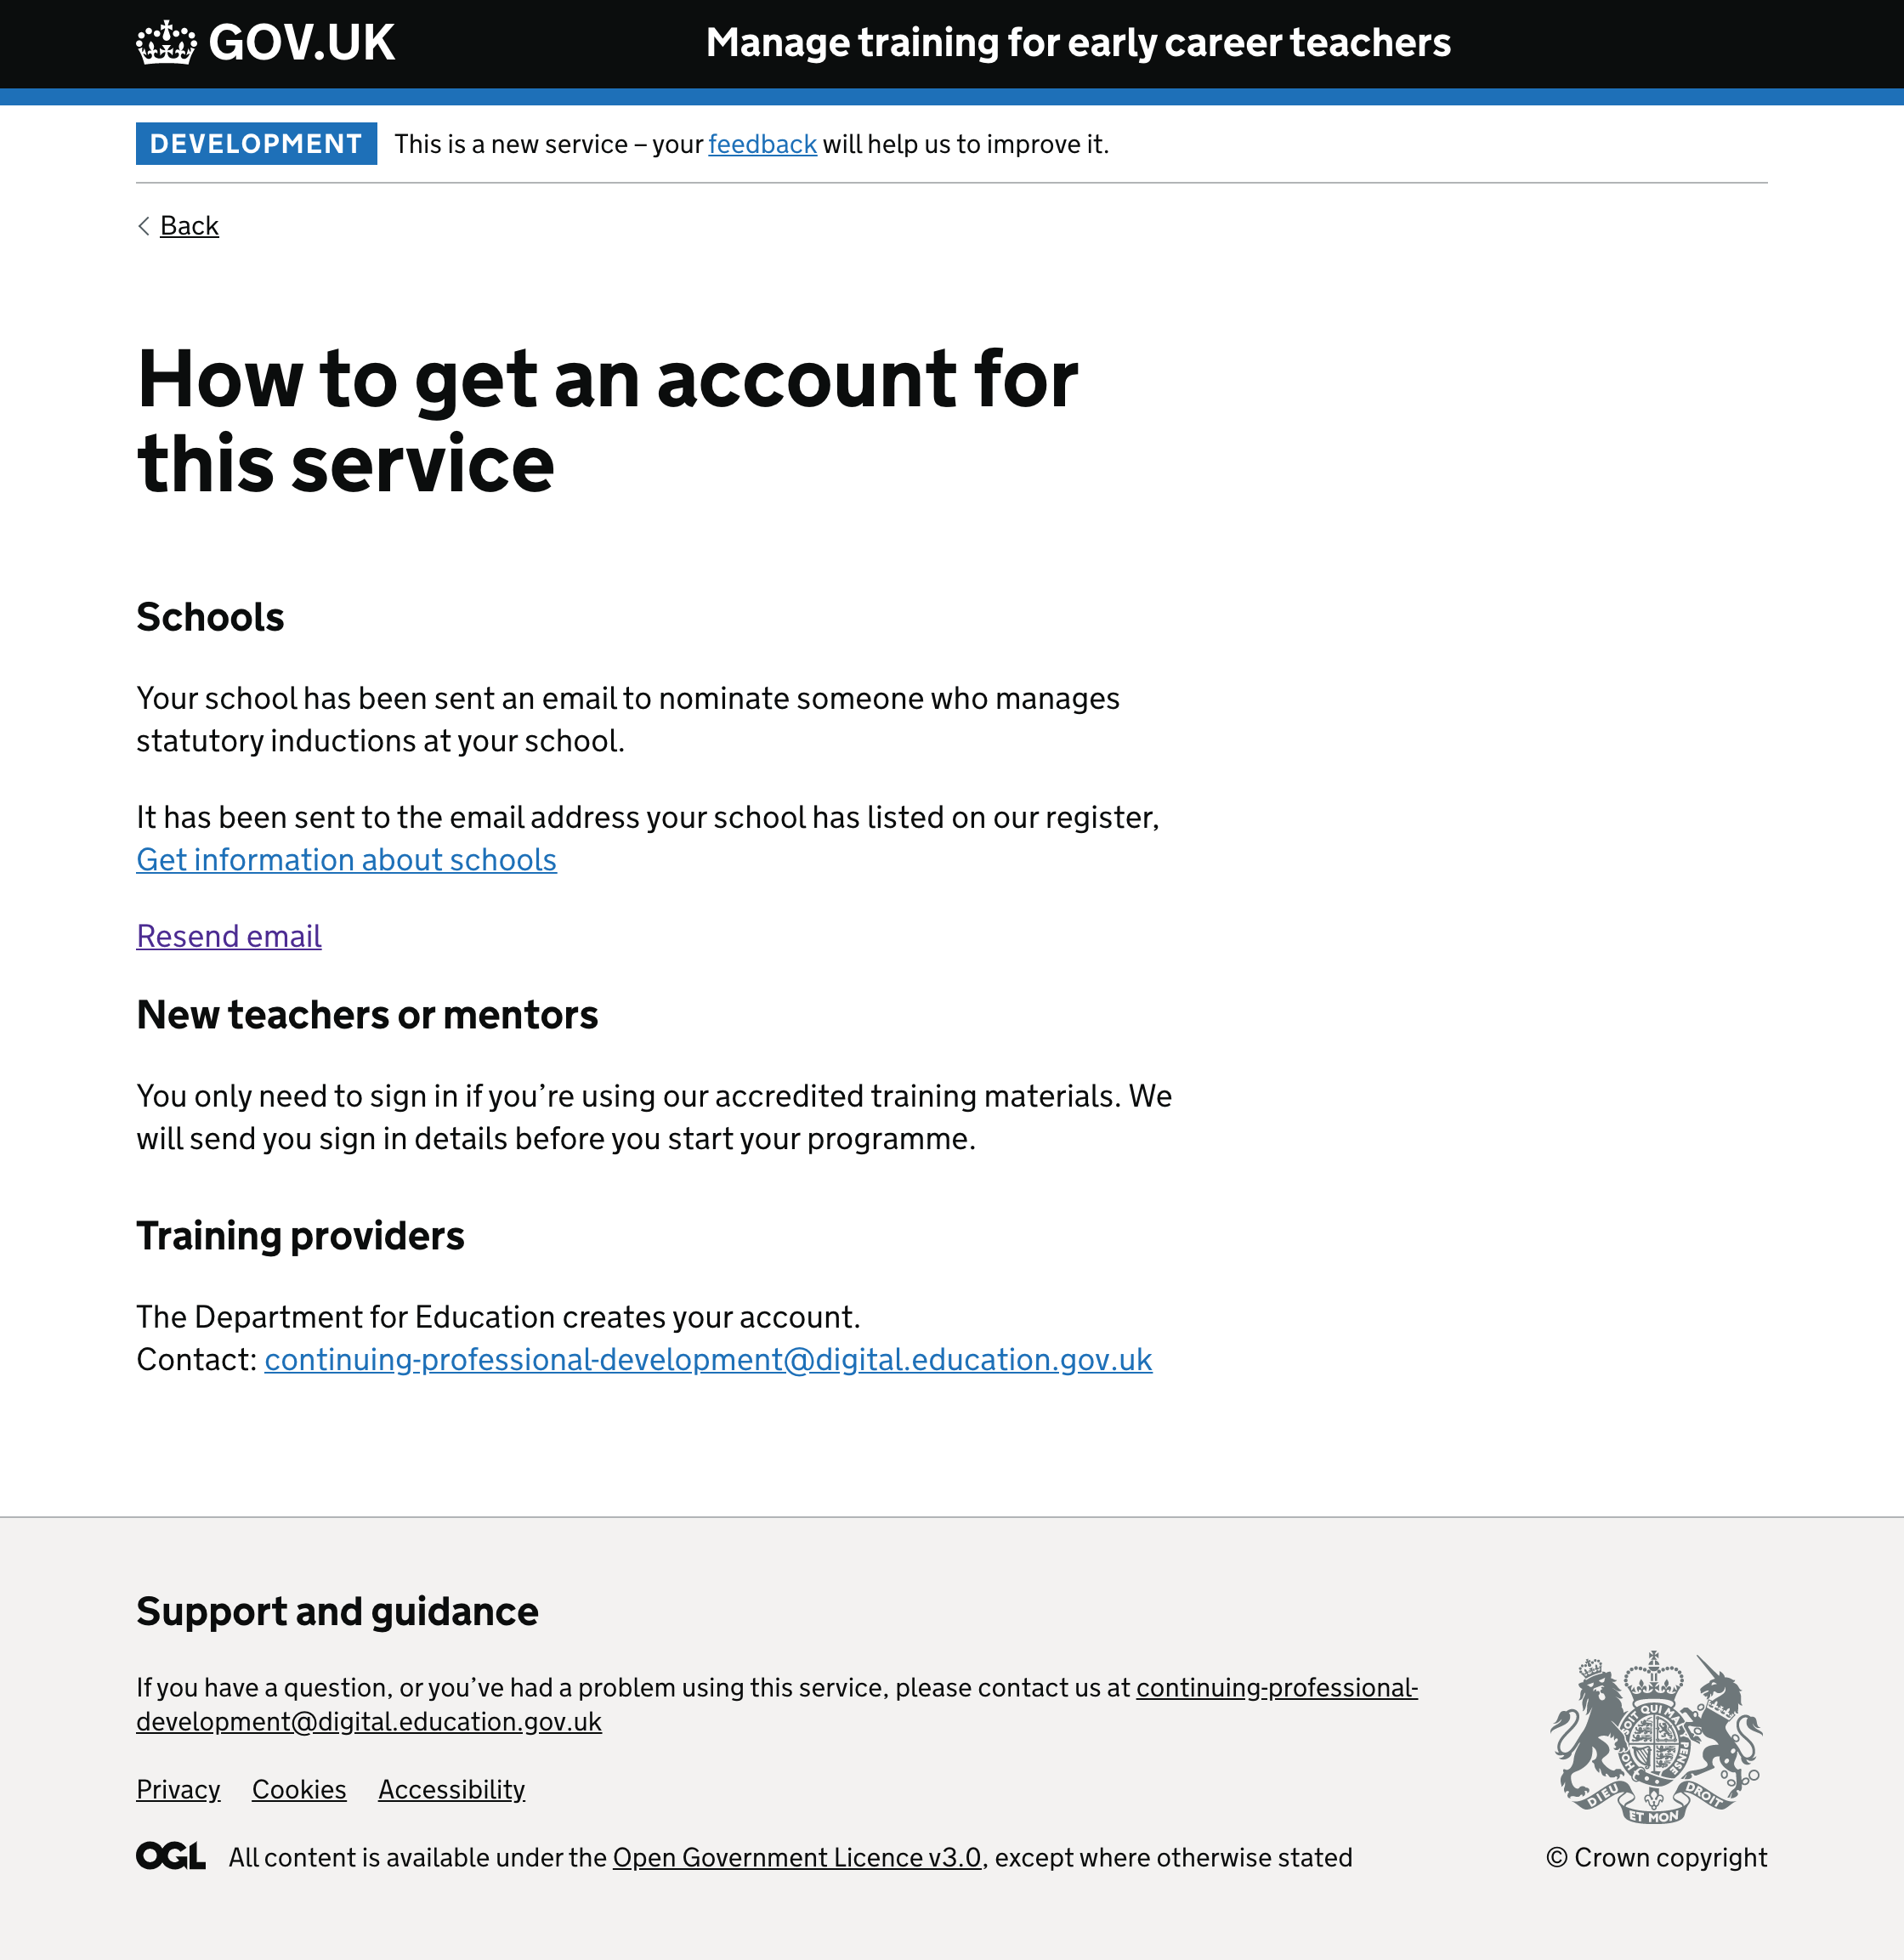 GOV.UK
Manage training for early career teachers
DEVELOPMENT
This is a new service – your feedback will help us to improve it.
Back
How to get an account for
this service
Schools
Your school has been sent an email to nominate someone who manages
statutory inductions at your school.
It has been sent to the email address your school has listed on our register,
Get information about schools
Resend email
New teachers or mentors
You only need to sign in if you’re using our accredited training materials. We
will send you sign in details before you start your programme.
Training providers
The Department for Education creates your account.
Contact: continuing-professional-development@digital.education.gov.uk
Support and guidance
If you have a question, or you’ve had a problem using this service, please contact us at continuing-professional-
development@digital.education.gov.uk
Privacy Cookies Accessibility
OGL All content is available under the Open Government Licence v3.0, except where otherwise stated
SOIT QUI MAL Y PENSE
DIEU ET MON DROIT
© Crown copyright